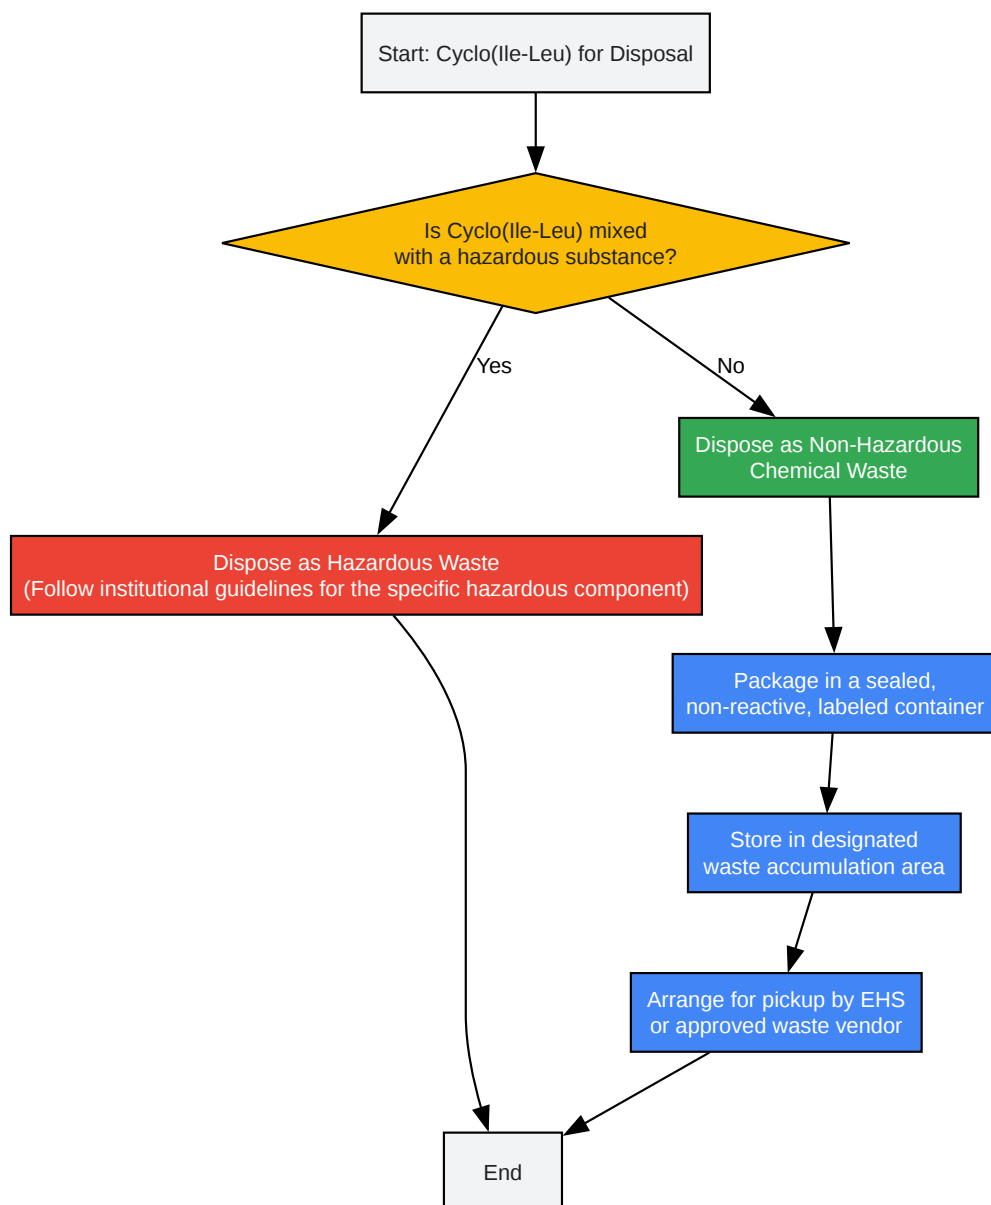 Start: Cyclo(Ile-Leu) for Disposal
Is Cyclo(Ile-Leu) mixed
with a hazardous substance?
Yes
No
Dispose as Non-Hazardous
Chemical Waste
Dispose as Hazardous Waste
(Follow institutional guidelines for the specific hazardous component)
Package in a sealed,
non-reactive, labeled container
Store in designated
waste accumulation area
Arrange for pickup by EHS
or approved waste vendor
End